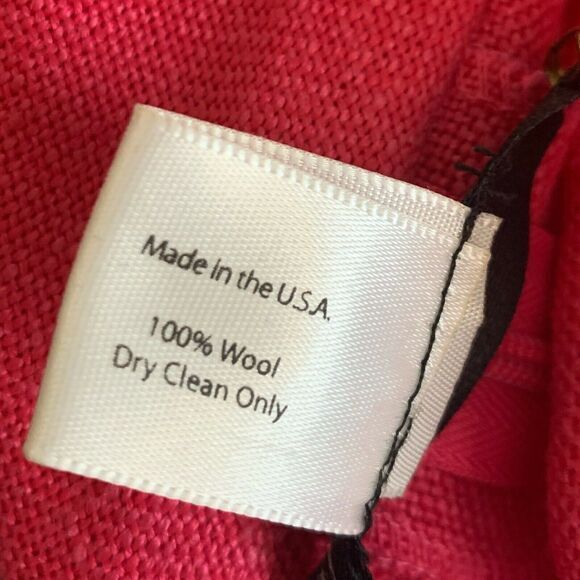 Made in the U.S.A.
100% Wool
Dry Clean Only